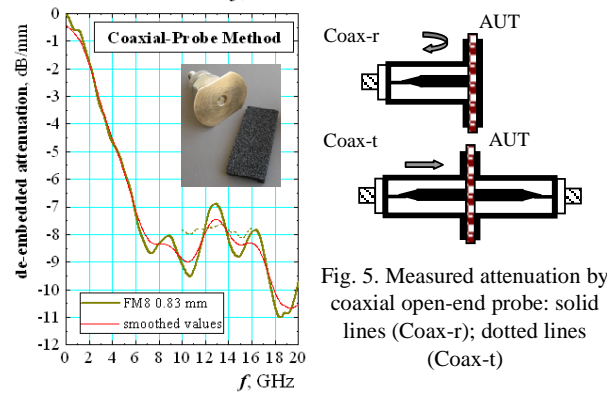 Coaxial-Probe Method
de-embedded attenuation, dB/mm
0
-1
-2
-3
-4
-5
-6
-7
-8
-9
-10
-11
-12
FM8 0.83 mm
smoothed values
0 2 4 6 8 10 12 14 16 18 20
f, GHz
AUT
Coax-r
Coax-t
AUT
Fig. 5. Measured attenuation by
coaxial open-end probe: solid
lines (Coax-r); dotted lines
(Coax-t)